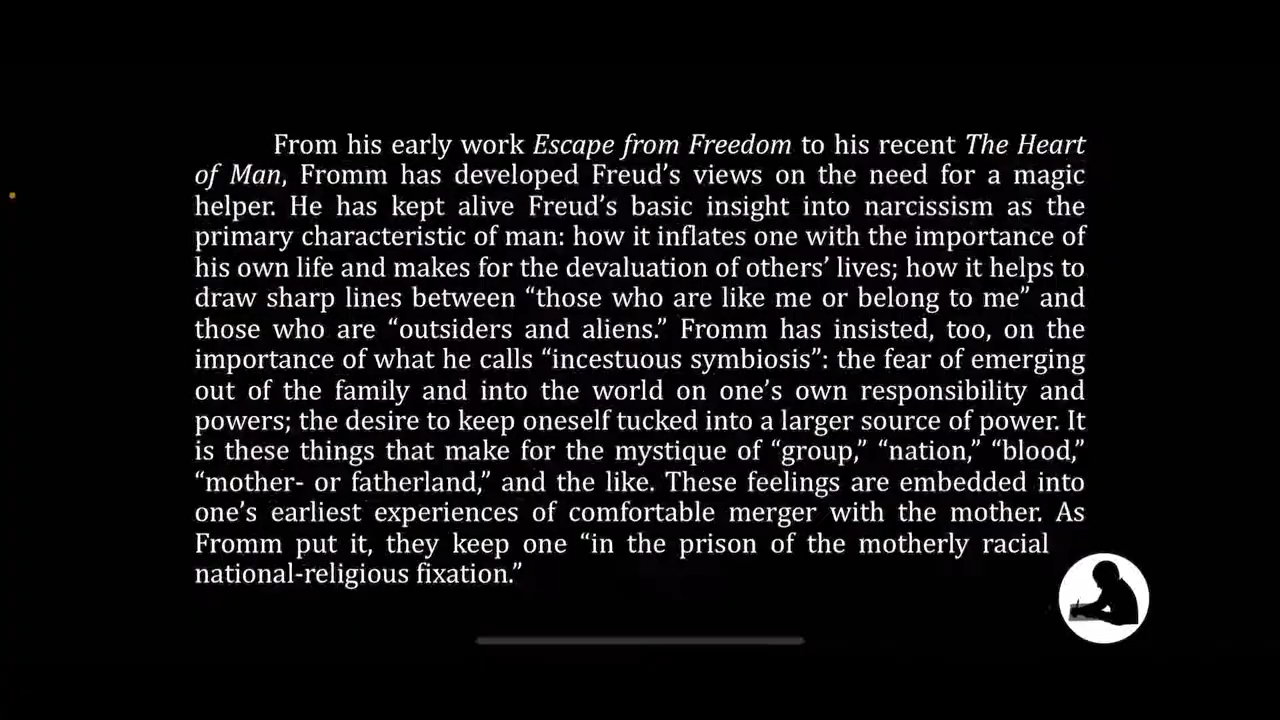 From his early work Escape from Freedom to his recent The Heart
of Man, Fromm has developed Freud’s views on the need for a magic
helper. He has kept alive Freud’s basic insight into narcissism as the
primary characteristic of man: how it inflates one with the importance of
his own life and makes for the devaluation of others’ lives; how it helps to
draw sharp lines between “those who are like me or belong to me” and
those who are “outsiders and aliens.” Fromm has insisted, too, on the
importance of what he calls “incestuous symbiosis”: the fear of emerging
out of the family and into the world on one’s own responsibility and
powers; the desire to keep oneself tucked into a larger source of power. It
is these things that make for the mystique of “group,” “nation,” “blood,”
“mother- or fatherland,” and the like. These feelings are embedded into
one’s earliest experiences of comfortable merger with the mother. As
Fromm put it, they keep one “in the prison of the motherly racial
national-religious fixation.”